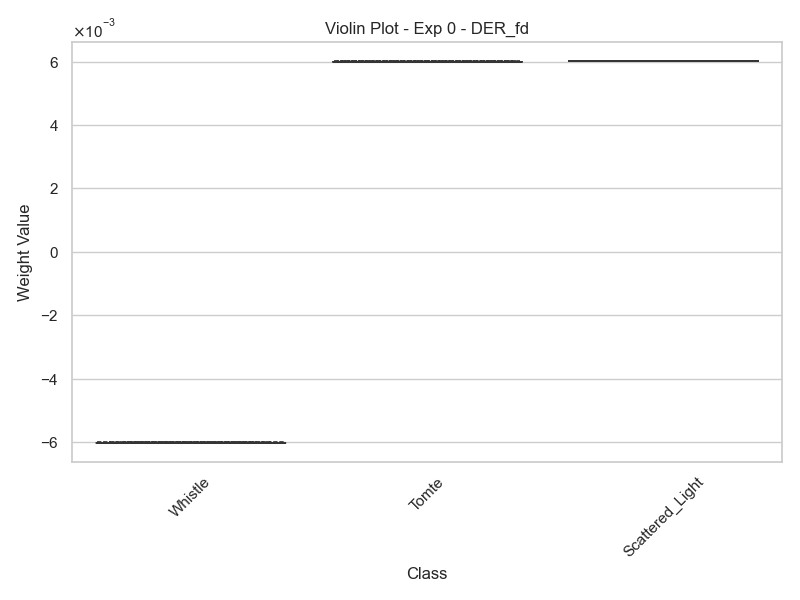 Violin Plot - Exp 0 - DER_fd
×10⁻³
6
4
2
0
−2
−4
−6
Weight Value
Whistle
Tomte
Scattered_Light
Class